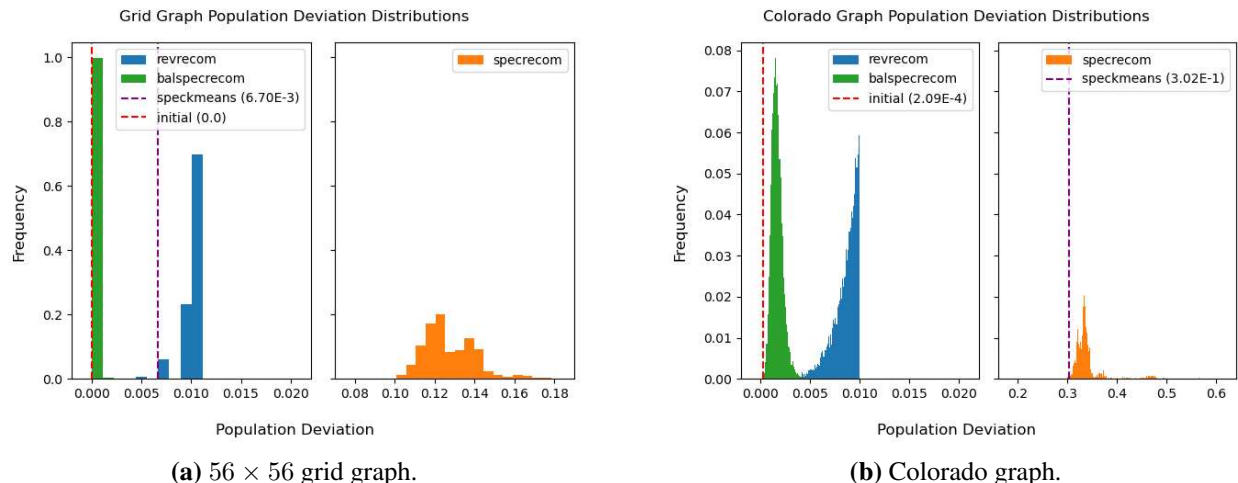 Grid Graph Population Deviation Distributions
revrecom
balspecrecom
speckmeans (6.70E-3)
initial (0.0)
specrecom
1.0
0.8
0.6
0.4
0.2
0.0
Frequency
0.000 0.005 0.010 0.015 0.020
0.08 0.10 0.12 0.14 0.16 0.18
Population Deviation
(a) 56 × 56 grid graph.
Colorado Graph Population Deviation Distributions
revrecom
balspecrecom
initial (2.09E-4)
specrecom
speckmeans (3.02E-1)
0.08
0.07
0.06
0.05
0.04
0.03
0.02
0.01
0.00
Frequency
0.000 0.005 0.010 0.015 0.020
0.2 0.3 0.4 0.5 0.6
Population Deviation
(b) Colorado graph.